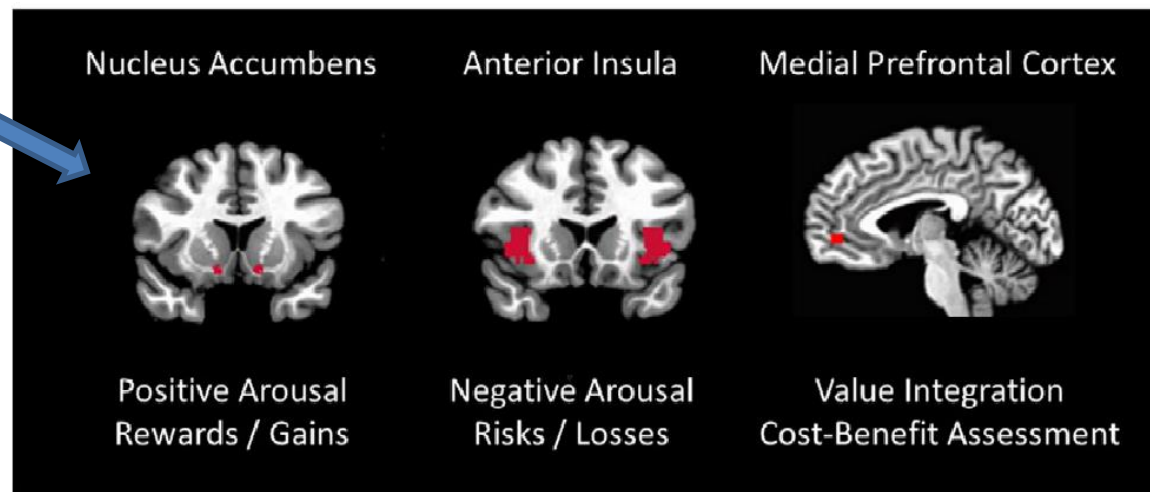 Nucleus Accumbens
Anterior Insula
Medial Prefrontal Cortex
Positive Arousal
Rewards / Gains
Negative Arousal
Risks / Losses
Value Integration
Cost-Benefit Assessment